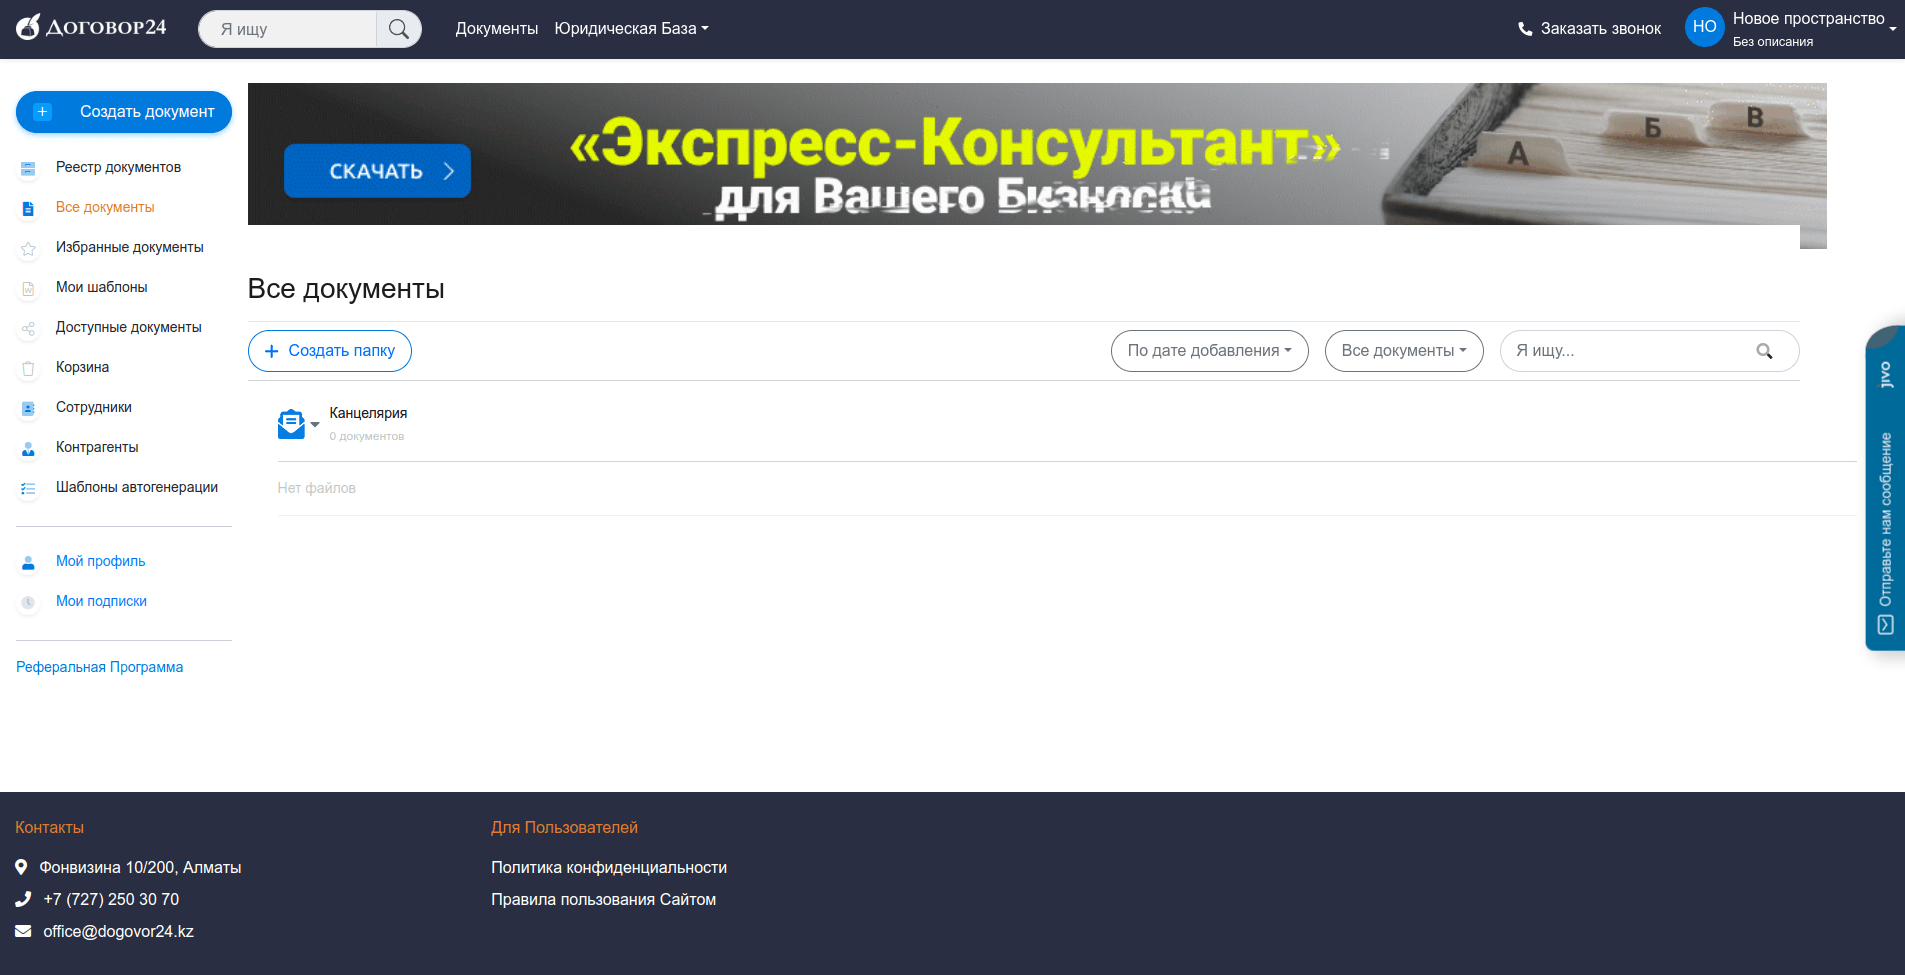 Договор24
Я ищу
Документы
Юридическая База
Заказать звонок
НО
Новое пространство
Без описания
Создать документ
Реестр документов
Все документы
Избранные документы
Мои шаблоны
Доступные документы
Корзина
Сотрудники
Контрагенты
Шаблоны автогенерации
Мой профиль
Мои подписки
Реферальная Программа
СКАЧАТЬ
«Экспресс-Консультант»
для Вашего Бизнеса
А
Б
В
Все документы
Создать папку
По дате добавления
Все документы
Я ищу...
Канцелярия
0 документов
Нет файлов
jivo
Отправьте нам сообщение
Контакты
Фонвизина 10/200, Алматы
+7 (727) 250 30 70
office@dogovor24.kz
Для Пользователей
Политика конфиденциальности
Правила пользования Сайтом